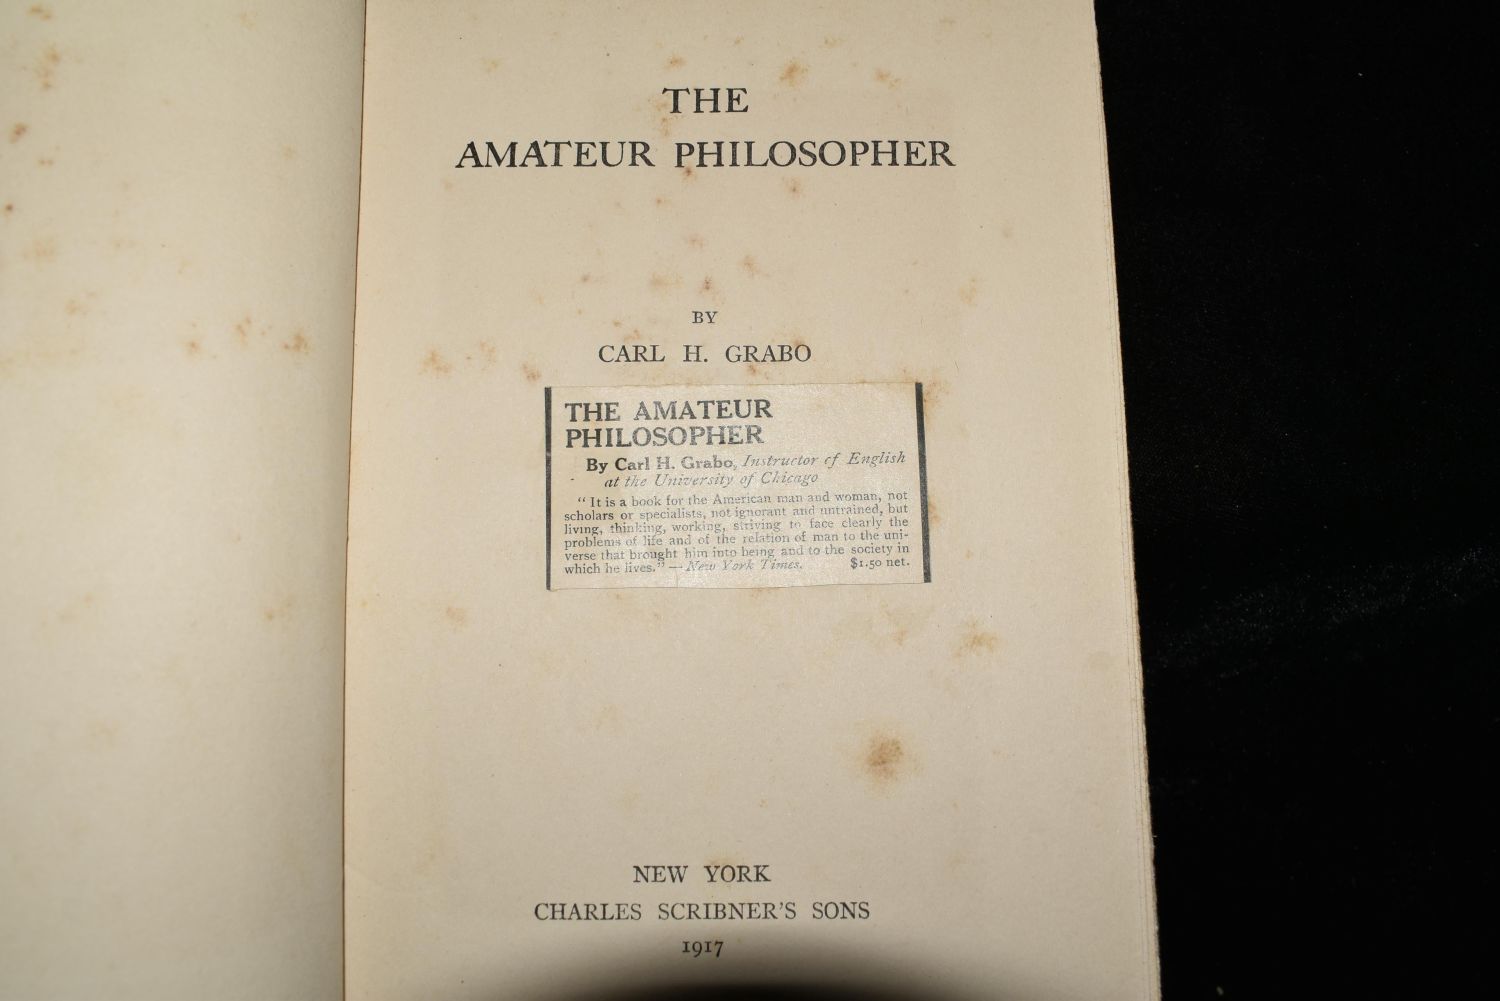 THE
AMATEUR PHILOSOPHER
BY
CARL H. GRABO
THE AMATEUR
PHILOSOPHER
By Carl H. Grabo, Instructor of English
at the University of Chicago
"It is a book for the American man and woman, not
scholars or specialists, not ignorant and untrained, but
living, thinking, working, striving to face clearly the
problems of life and of the relation of man to the uni-
verse that brought him into being and to the society in
which he lives."—New York Times. $1.50 net.
NEW YORK
CHARLES SCRIBNER'S SONS
1917